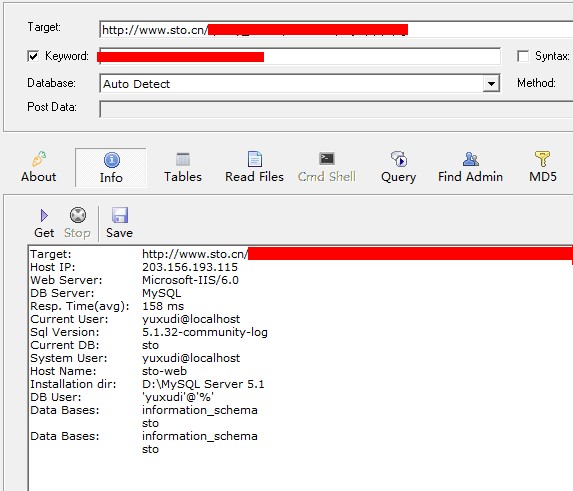 Target: http://www.sto.cn/
Keyword: Syntax:
Database: Auto Detect Method:
Post Data:
About Info Tables Read Files Cmd Shell Query Find Admin MD5
Get Stop Save
Target: http://www.sto.cn/
Host IP: 203.156.193.115
Web Server: Microsoft-IIS/6.0
DB Server: MySQL
Resp. Time(avg): 158 ms
Current User: yuxudi@localhost
Sql Version: 5.1.32-community-log
Current DB: sto
System User: yuxudi@localhost
Host Name: sto-web
Installation dir: D:\MySQL Server 5.1
DB User: 'yuxudi'@'%'
Data Bases: information_schema
sto
Data Bases: information_schema
sto